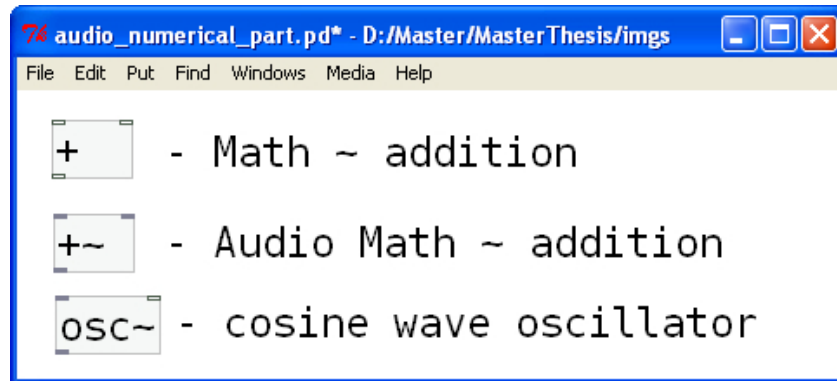 audio_numerical_part.pd* - D:/Master/MasterThesis/imgs
File Edit Put Find Windows Media Help
+ - Math ~ addition
+~ - Audio Math ~ addition
osc~ - cosine wave oscillator